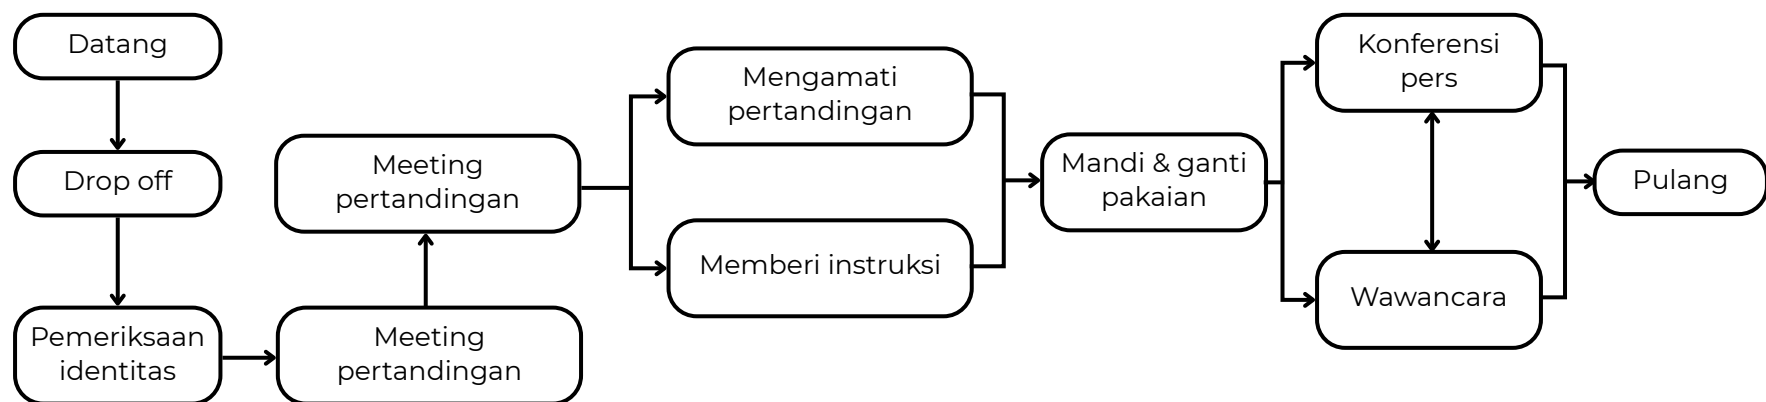 Datang
Drop off
Pemeriksaan
identitas
Meeting
pertandingan
Meeting
pertandingan
Mengamati
pertandingan
Memberi instruksi
Mandi & ganti
pakaian
Konferensi
pers
Wawancara
Pulang